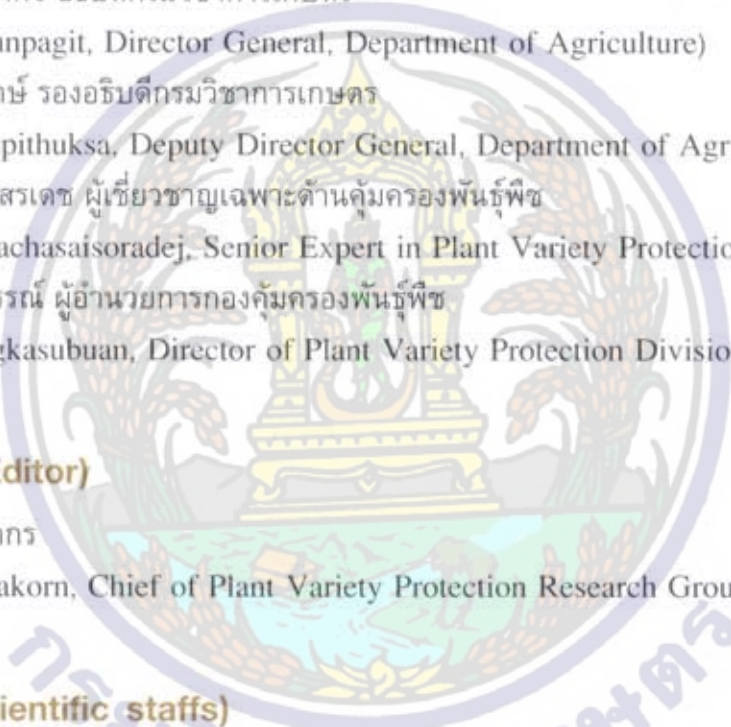 unpagit, Director General, Department of Agriculture)
กษ์ รองอธิบดีกรมวิชาการเกษตร
pithuksa, Deputy Director General, Department of Agr
สรเดช ผู้เชี่ยวชาญเฉพาะด้านคุ้มครองพันธุ์พืช
achasaisoradej, Senior Expert in Plant Variety Protectio
รรณ์ ผู้อำนวยการกองคุ้มครองพันธุ์พืช
gkasubuan, Director of Plant Variety Protection Divisio
ditor)
ากร
akorn, Chief of Plant Variety Protection Research Grou
ientific staffs)